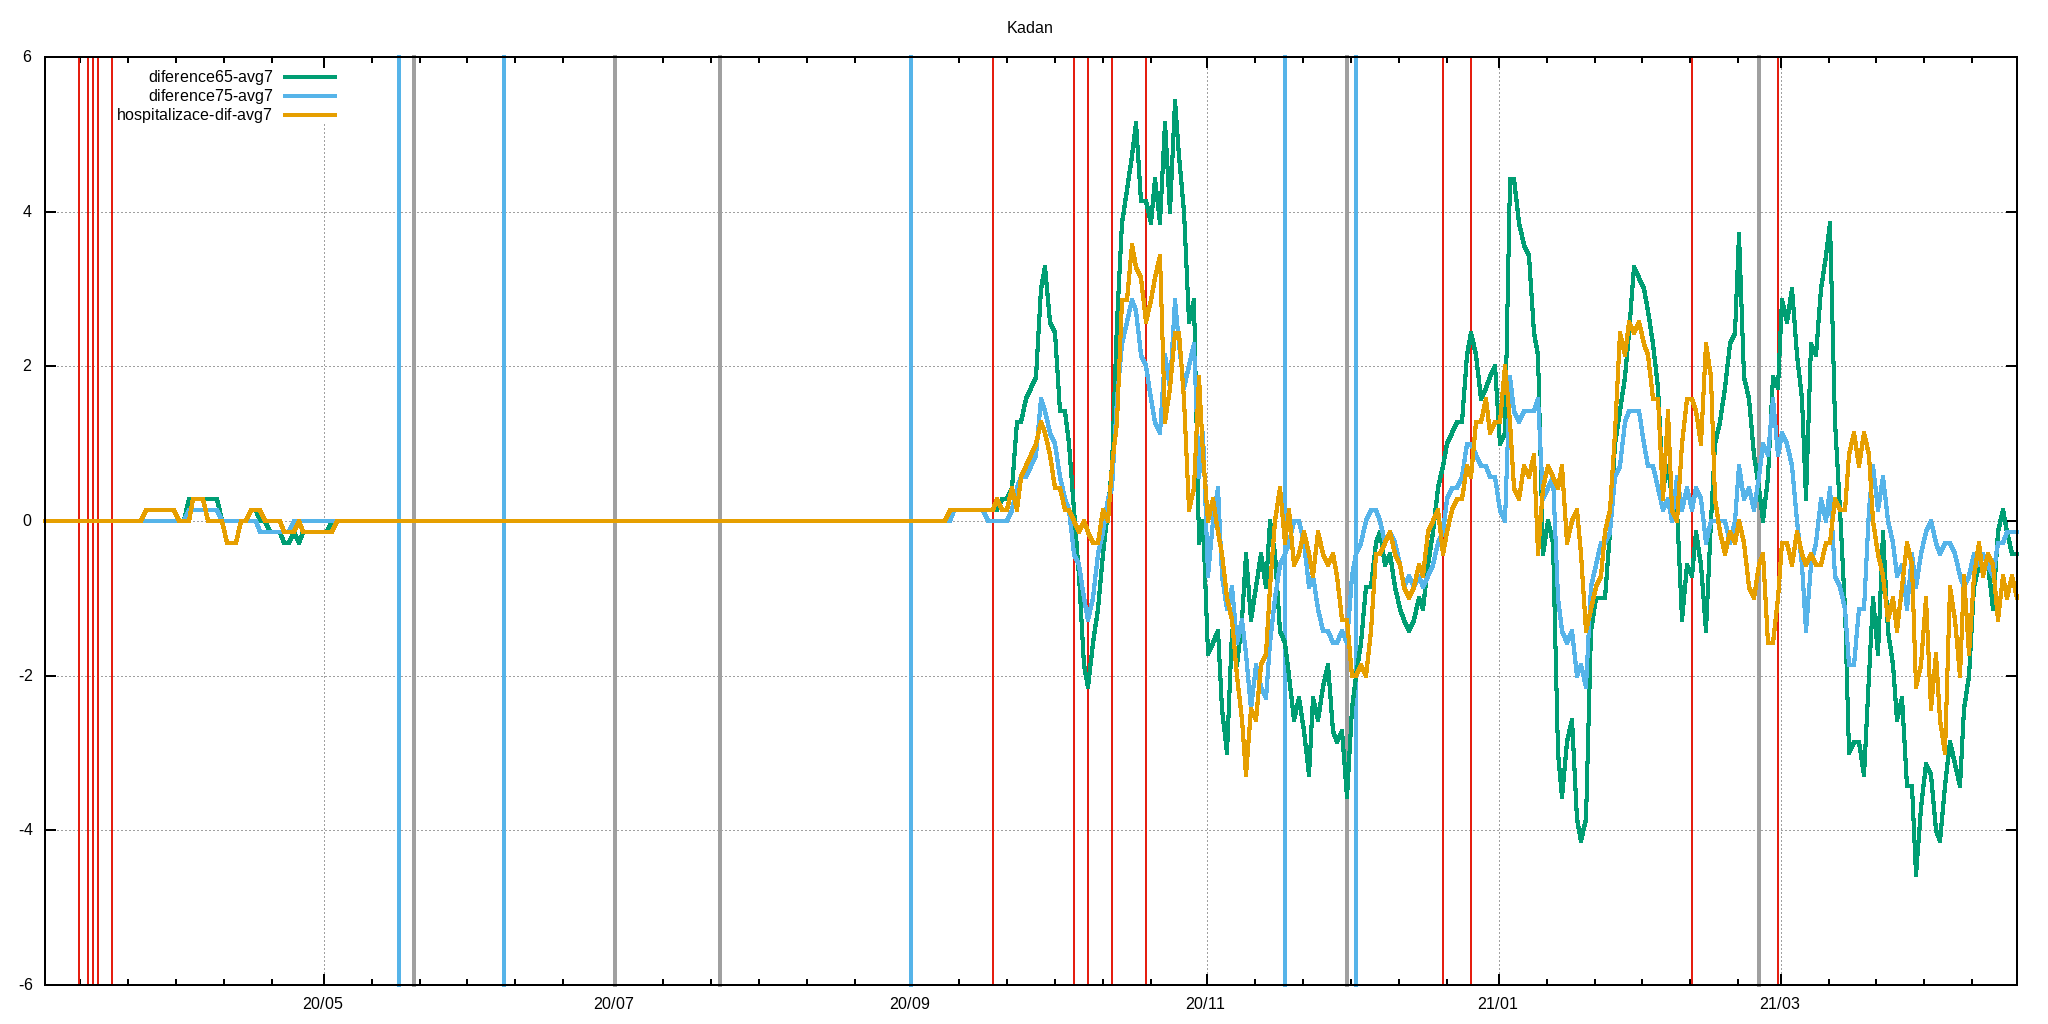 Kadan
6
diference65-avg7
diference75-avg7
hospitalizace-dif-avg7
4
2
0
-2
-4
-6
20/05 20/07 20/09 20/11 21/01 21/03